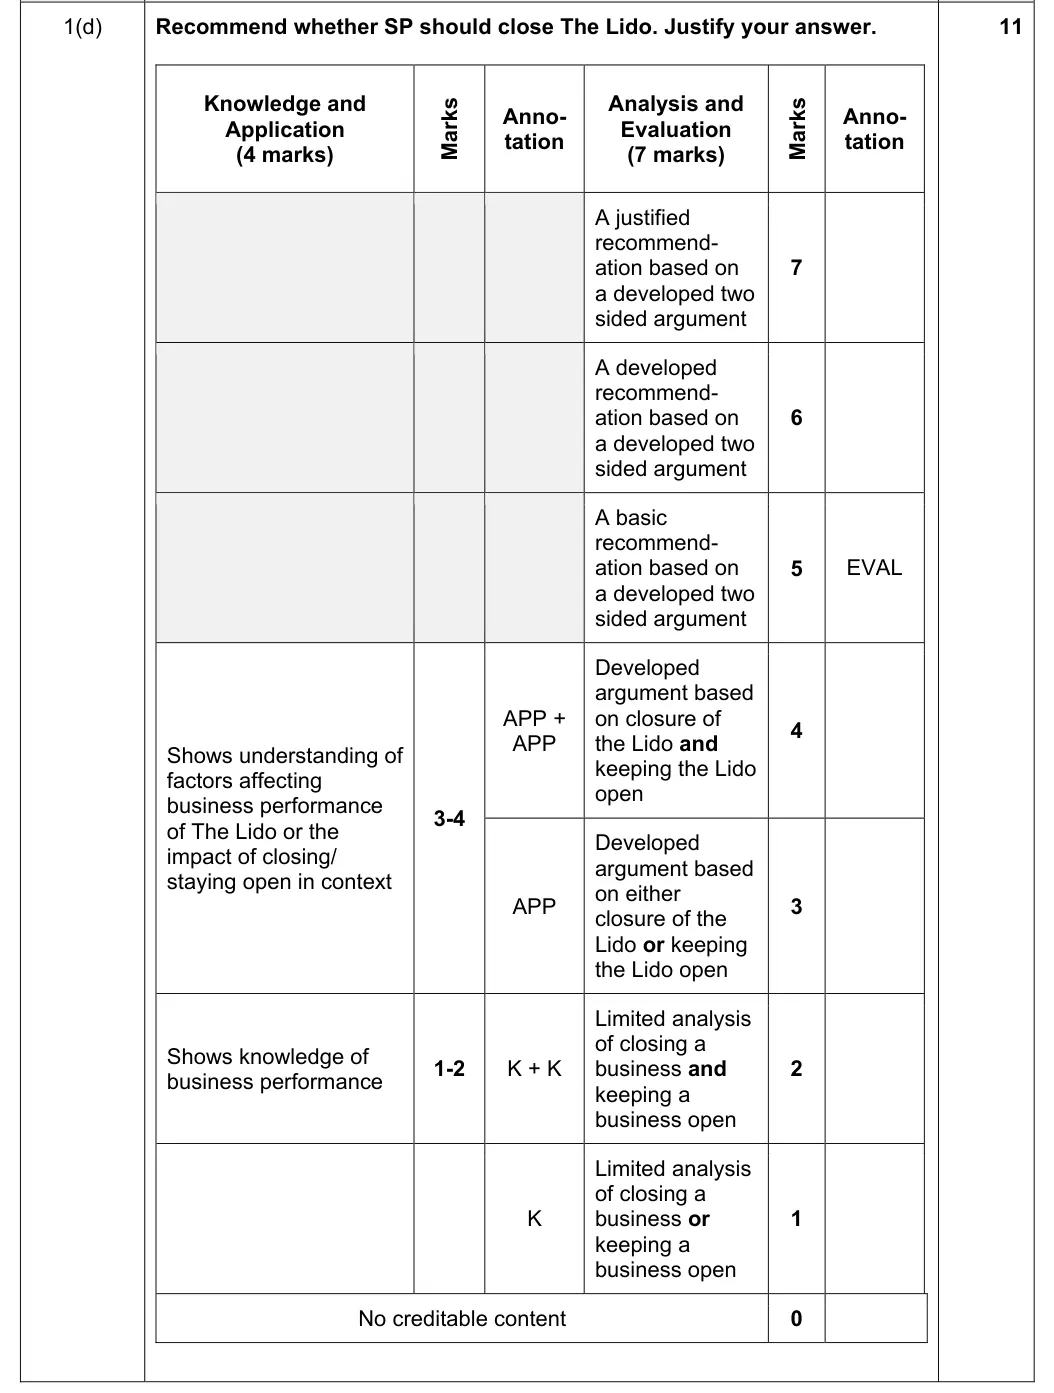 1(d)
Recommend whether SP should close The Lido. Justify your answer.
11
Knowledge and
Application
(4 marks)
Marks
Anno-
tation
Analysis and
Evaluation
(7 marks)
Marks
Anno-
tation
A justified
recommend-
ation based on
a developed two
sided argument
7
A developed
recommend-
ation based on
a developed two
sided argument
6
A basic
recommend-
ation based on
a developed two
sided argument
5
EVAL
Shows understanding of
factors affecting
business performance
of The Lido or the
impact of closing/
staying open in context
3-4
APP +
APP
Developed
argument based
on closure of
the Lido and
keeping the Lido
open
4
APP
Developed
argument based
on either
closure of the
Lido or keeping
the Lido open
3
Shows knowledge of
business performance
1-2
K + K
Limited analysis
of closing a
business and
keeping a
business open
2
K
Limited analysis
of closing a
business or
keeping a
business open
1
No creditable content
0